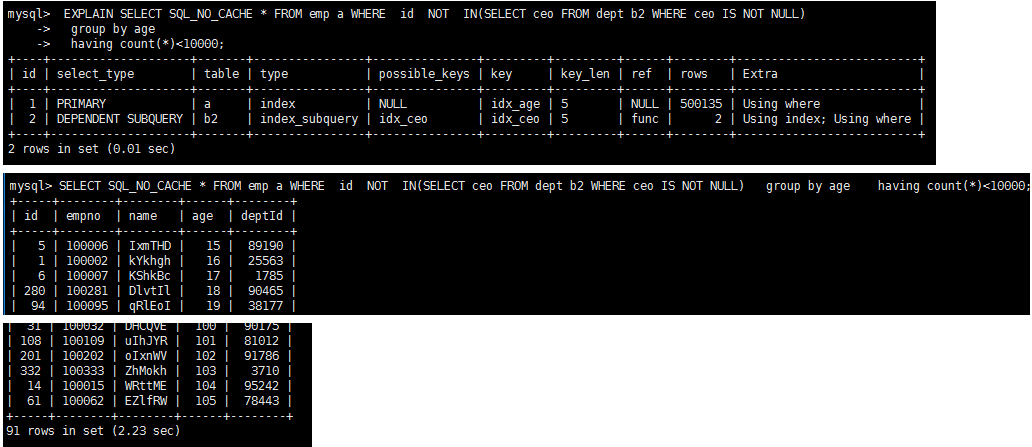 mysql>  EXPLAIN SELECT SQL_NO_CACHE * FROM emp a WHERE  id  NOT  IN(SELECT ceo FROM dept b2 WHERE ceo IS NOT NULL)
    ->   group by age
    ->   having count(*)<10000;
+----+--------------------+-------+----------------+---------------+---------+---------+------+--------+--------------------------+
| id | select_type        | table | type           | possible_keys | key     | key_len | ref  | rows   | Extra                    |
+----+--------------------+-------+----------------+---------------+---------+---------+------+--------+--------------------------+
|  1 | PRIMARY            | a     | index          | NULL          | idx_age | 5       | NULL | 500135 | Using where              |
|  2 | DEPENDENT SUBQUERY | b2    | index_subquery | idx_ceo       | idx_ceo | 5       | func |      2 | Using index; Using where |
+----+--------------------+-------+----------------+---------------+---------+---------+------+--------+--------------------------+
2 rows in set (0.01 sec)
mysql> SELECT SQL_NO_CACHE * FROM emp a WHERE  id  NOT  IN(SELECT ceo FROM dept b2 WHERE ceo IS NOT NULL)   group by age    having count(*)<10000;
+-----+--------+--------+------+--------+
| id  | empno  | name   | age  | deptId |
+-----+--------+--------+------+--------+
|   5 | 100006 | IxmTHD |   15 |  89190 |
|   1 | 100002 | kYkhgh |   16 |  25563 |
|   6 | 100007 | KShkBc |   17 |   1785 |
| 280 | 100281 | DlvtIl |   18 |  90465 |
|  94 | 100095 | qRlEoI |   19 |  38177 |
|  31 | 100032 | DHCQVE |  100 |  90175 |
| 108 | 100109 | uIhJYR |  101 |  81012 |
| 201 | 100202 | oIxnWV |  102 |  91786 |
| 332 | 100333 | ZhMokh |  103 |   3710 |
|  14 | 100015 | WRttME |  104 |  95242 |
|  61 | 100062 | EZlfRW |  105 |  78443 |
+-----+--------+--------+------+--------+
91 rows in set (2.23 sec)